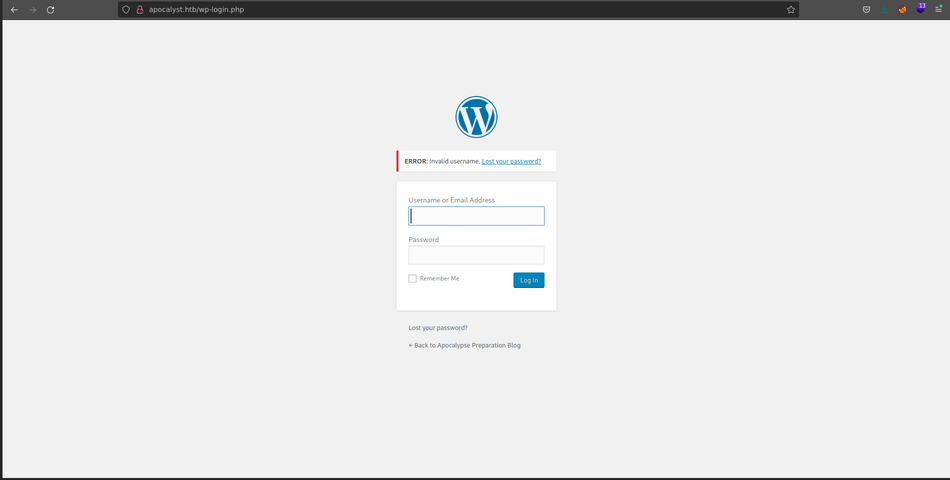 apocalyst.htb/wp-login.php
13
ERROR: Invalid username. Lost your password?
Username or Email Address
Password
Remember Me
Log In
Lost your password?
← Back to Apocalypse Preparation Blog